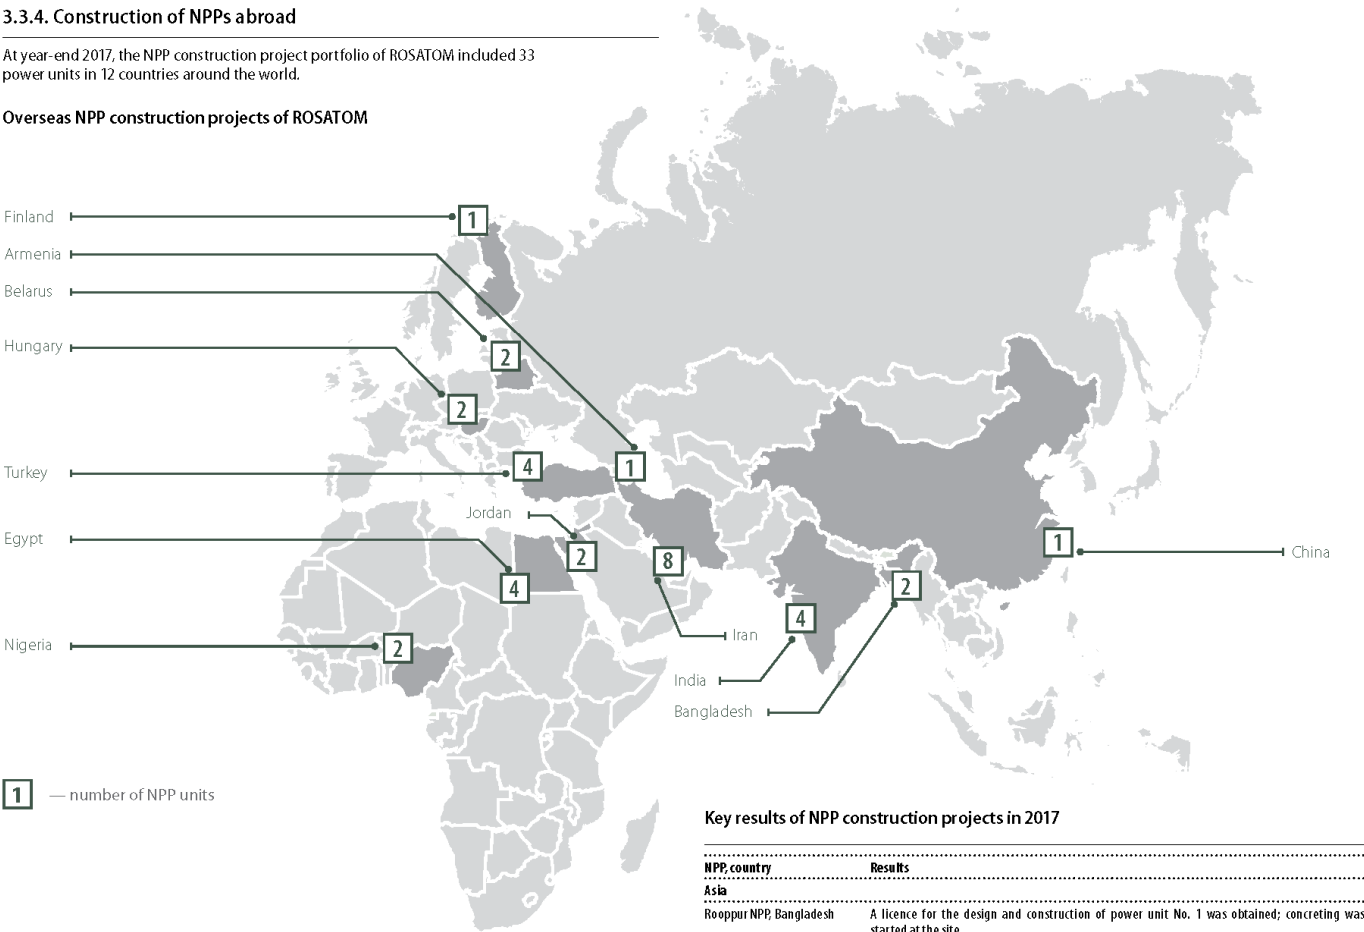 3.3.4. Construction of NPPs abroad
At year-end 2017, the NPP construction project portfolio of ROSATOM included 33
power units in 12 countries around the world.
Overseas NPP construction projects of ROSATOM
Finland
1
Armenia
Belarus
Hungary
2
2
Turkey
4
1
Jordan
Egypt
2
8
1
China
4
2
4
Nigeria
2
Iran
India
Bangladesh
1 — number of NPP units
Key results of NPP construction projects in 2017
NPP, country Results
Asia
Rooppur NPP, Bangladesh A licence for the design and construction of power unit No. 1 was obtained; concreting was
started at the site